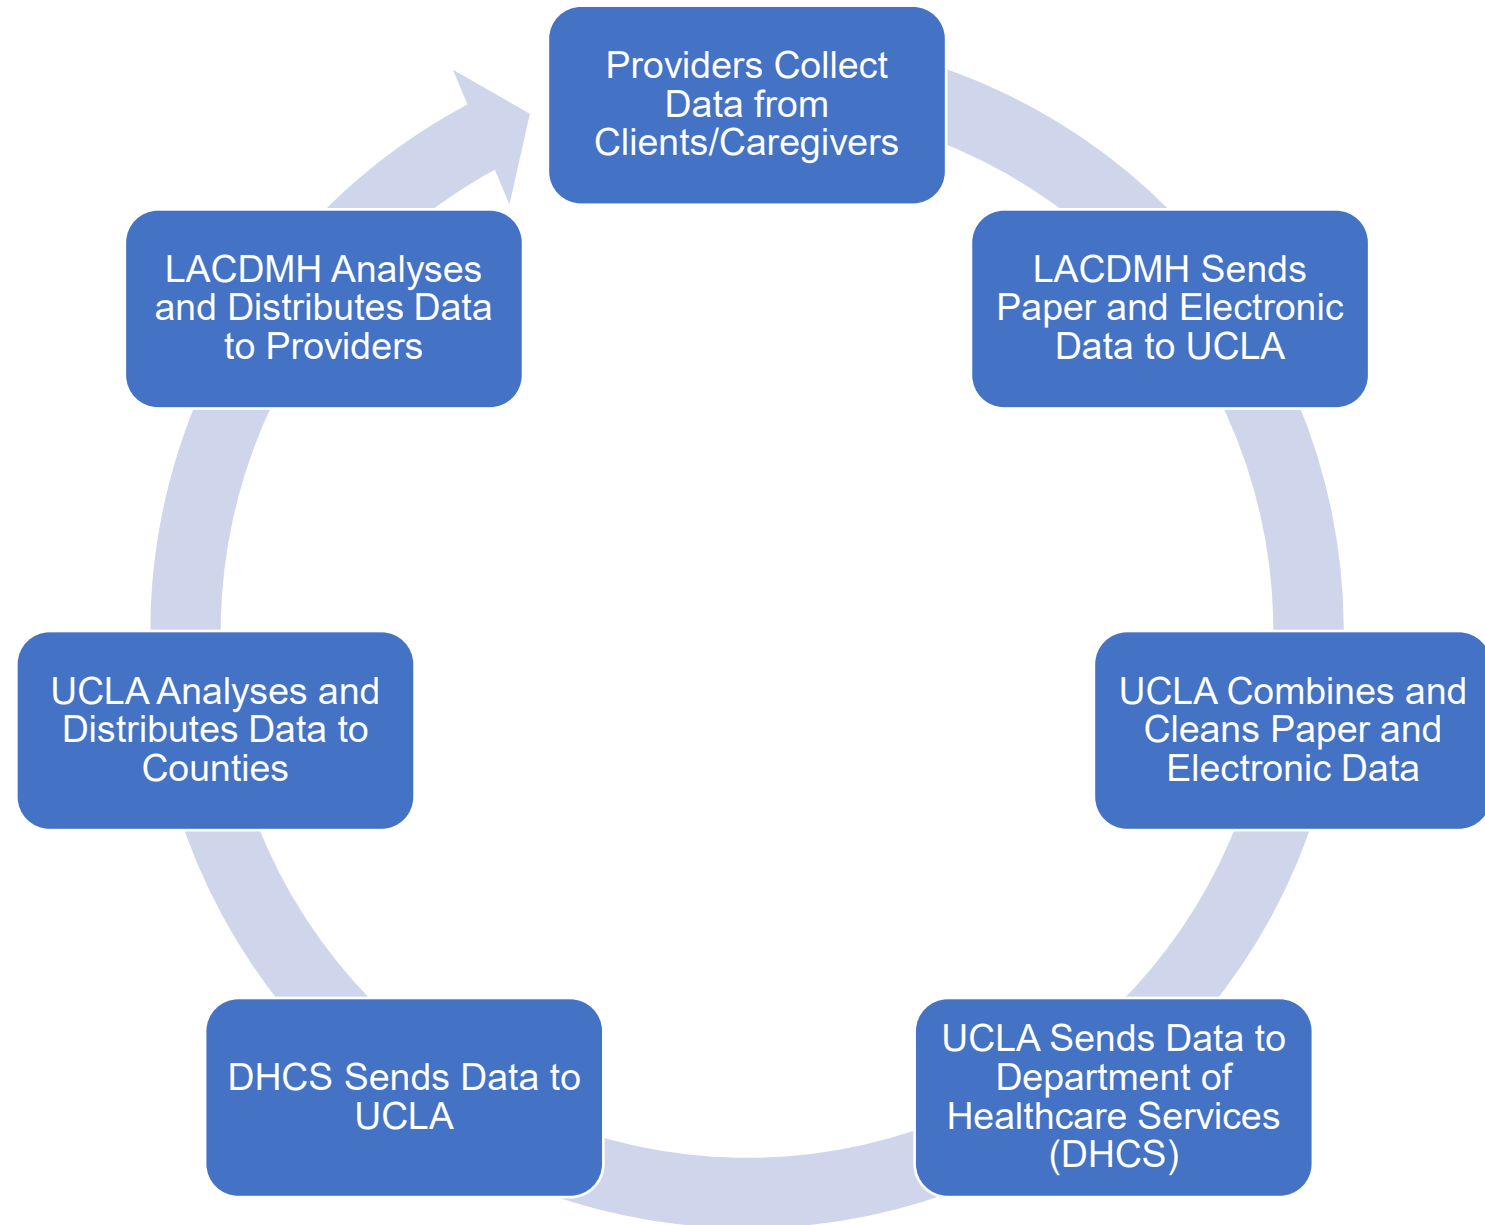 Providers Collect
Data from
Clients/Caregivers
LACDMH Sends
Paper and Electronic
Data to UCLA
UCLA Combines and
Cleans Paper and
Electronic Data
UCLA Sends Data to
Department of
Healthcare Services
(DHCS)
DHCS Sends Data to
UCLA
UCLA Analyses and
Distributes Data to
Counties
LACDMH Analyses
and Distributes Data
to Providers